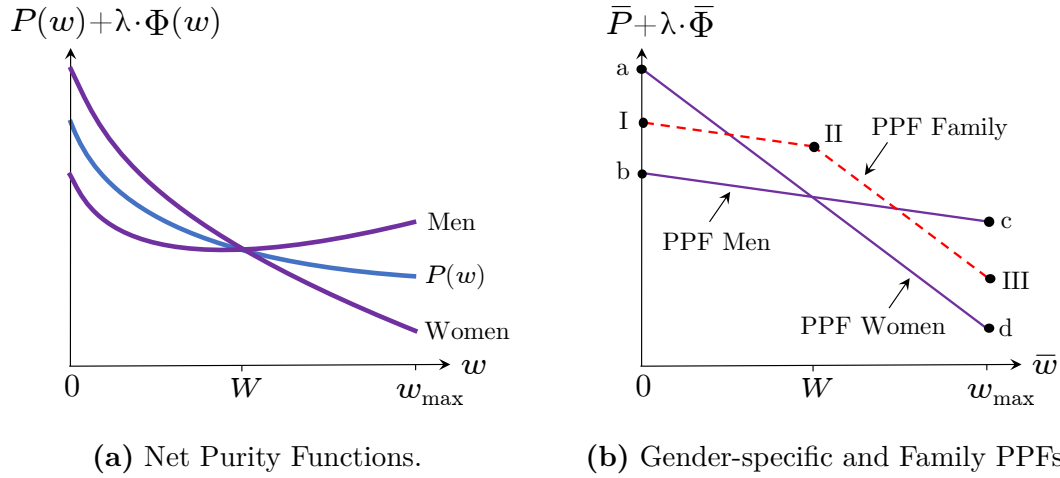 P(w)+λ·Φ(w)
Men
P(w)
Women
w
0
W
w_max
(a) Net Purity Functions.
P̅+λ·Φ̅
a
I
b
II
PPF Family
PPF Men
PPF Women
c
III
d
w̅
0
W
w_max
(b) Gender-specific and Family PPFs